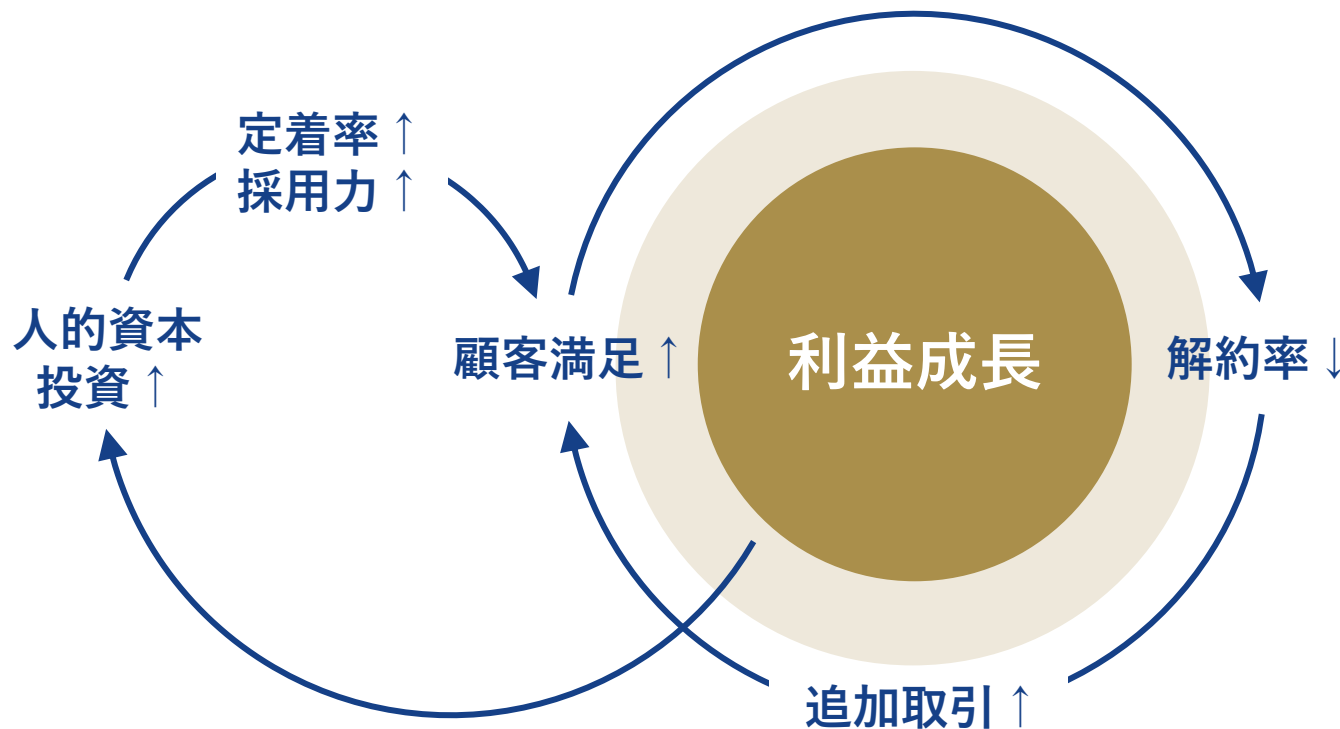 定着率↑
採用力↑
人的資本
投資↑
顧客満足↑
利益成長
解約率↓
追加取引↑